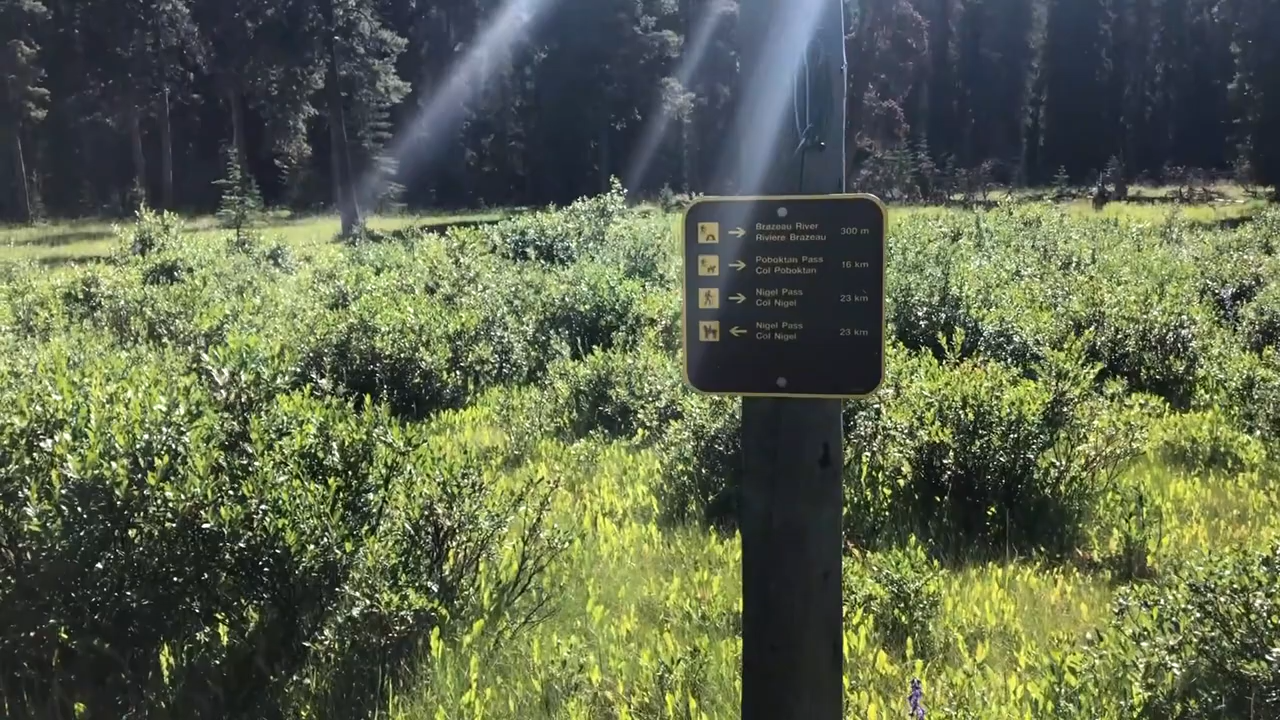 Brazeau River 300 m
Rivière Brazeau
Poboktan Pass 16 km
Col Poboktan
Nigel Pass 23 km
Col Nigel
Nigel Pass 23 km
Col Nigel